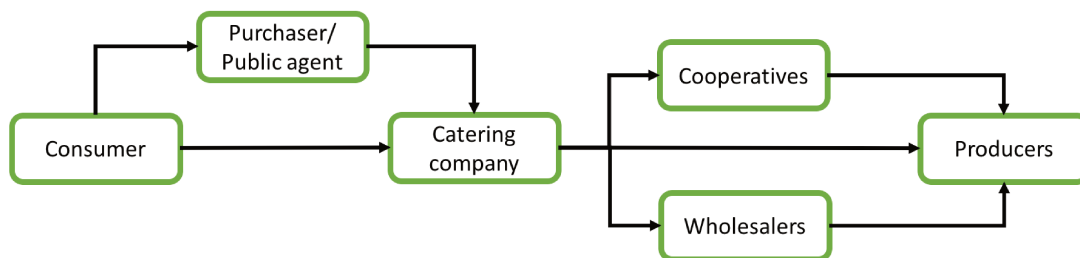 Purchaser/
Public agent
Consumer
Catering
company
Cooperatives
Producers
Wholesalers